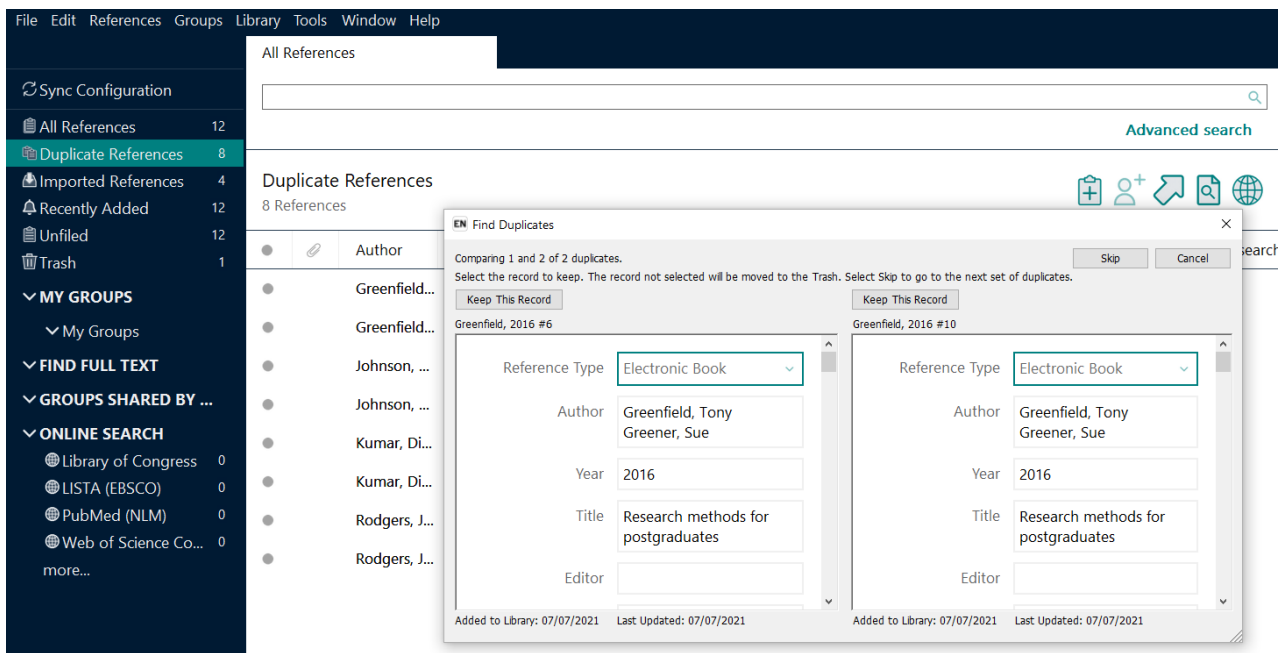 File Edit References Groups Library Tools Window Help
All References
Sync Configuration
All References 12
Duplicate References 8
Imported References 4
Recently Added 12
Unfiled 12
Trash 1
MY GROUPS
My Groups
FIND FULL TEXT
GROUPS SHARED BY ...
ONLINE SEARCH
Library of Congress 0
LISTA (EBSCO) 0
PubMed (NLM) 0
Web of Science Co... 0
more...
Advanced search
Duplicate References
8 References
Author
Greenfield...
Greenfield...
Johnson, ...
Johnson, ...
Kumar, Di...
Kumar, Di...
Rodgers, J...
Rodgers, J...
EN Find Duplicates
Comparing 1 and 2 of 2 duplicates.
Skip Cancel
Select the record to keep. The record not selected will be moved to the Trash. Select Skip to go to the next set of duplicates.
Keep This Record
Greenfield, 2016 #6
Reference Type Electronic Book
Author Greenfield, Tony
Greener, Sue
Year 2016
Title Research methods for
postgraduates
Editor
Added to Library: 07/07/2021 Last Updated: 07/07/2021
Keep This Record
Greenfield, 2016 #10
Reference Type Electronic Book
Author Greenfield, Tony
Greener, Sue
Year 2016
Title Research methods for
postgraduates
Editor
Added to Library: 07/07/2021 Last Updated: 07/07/2021